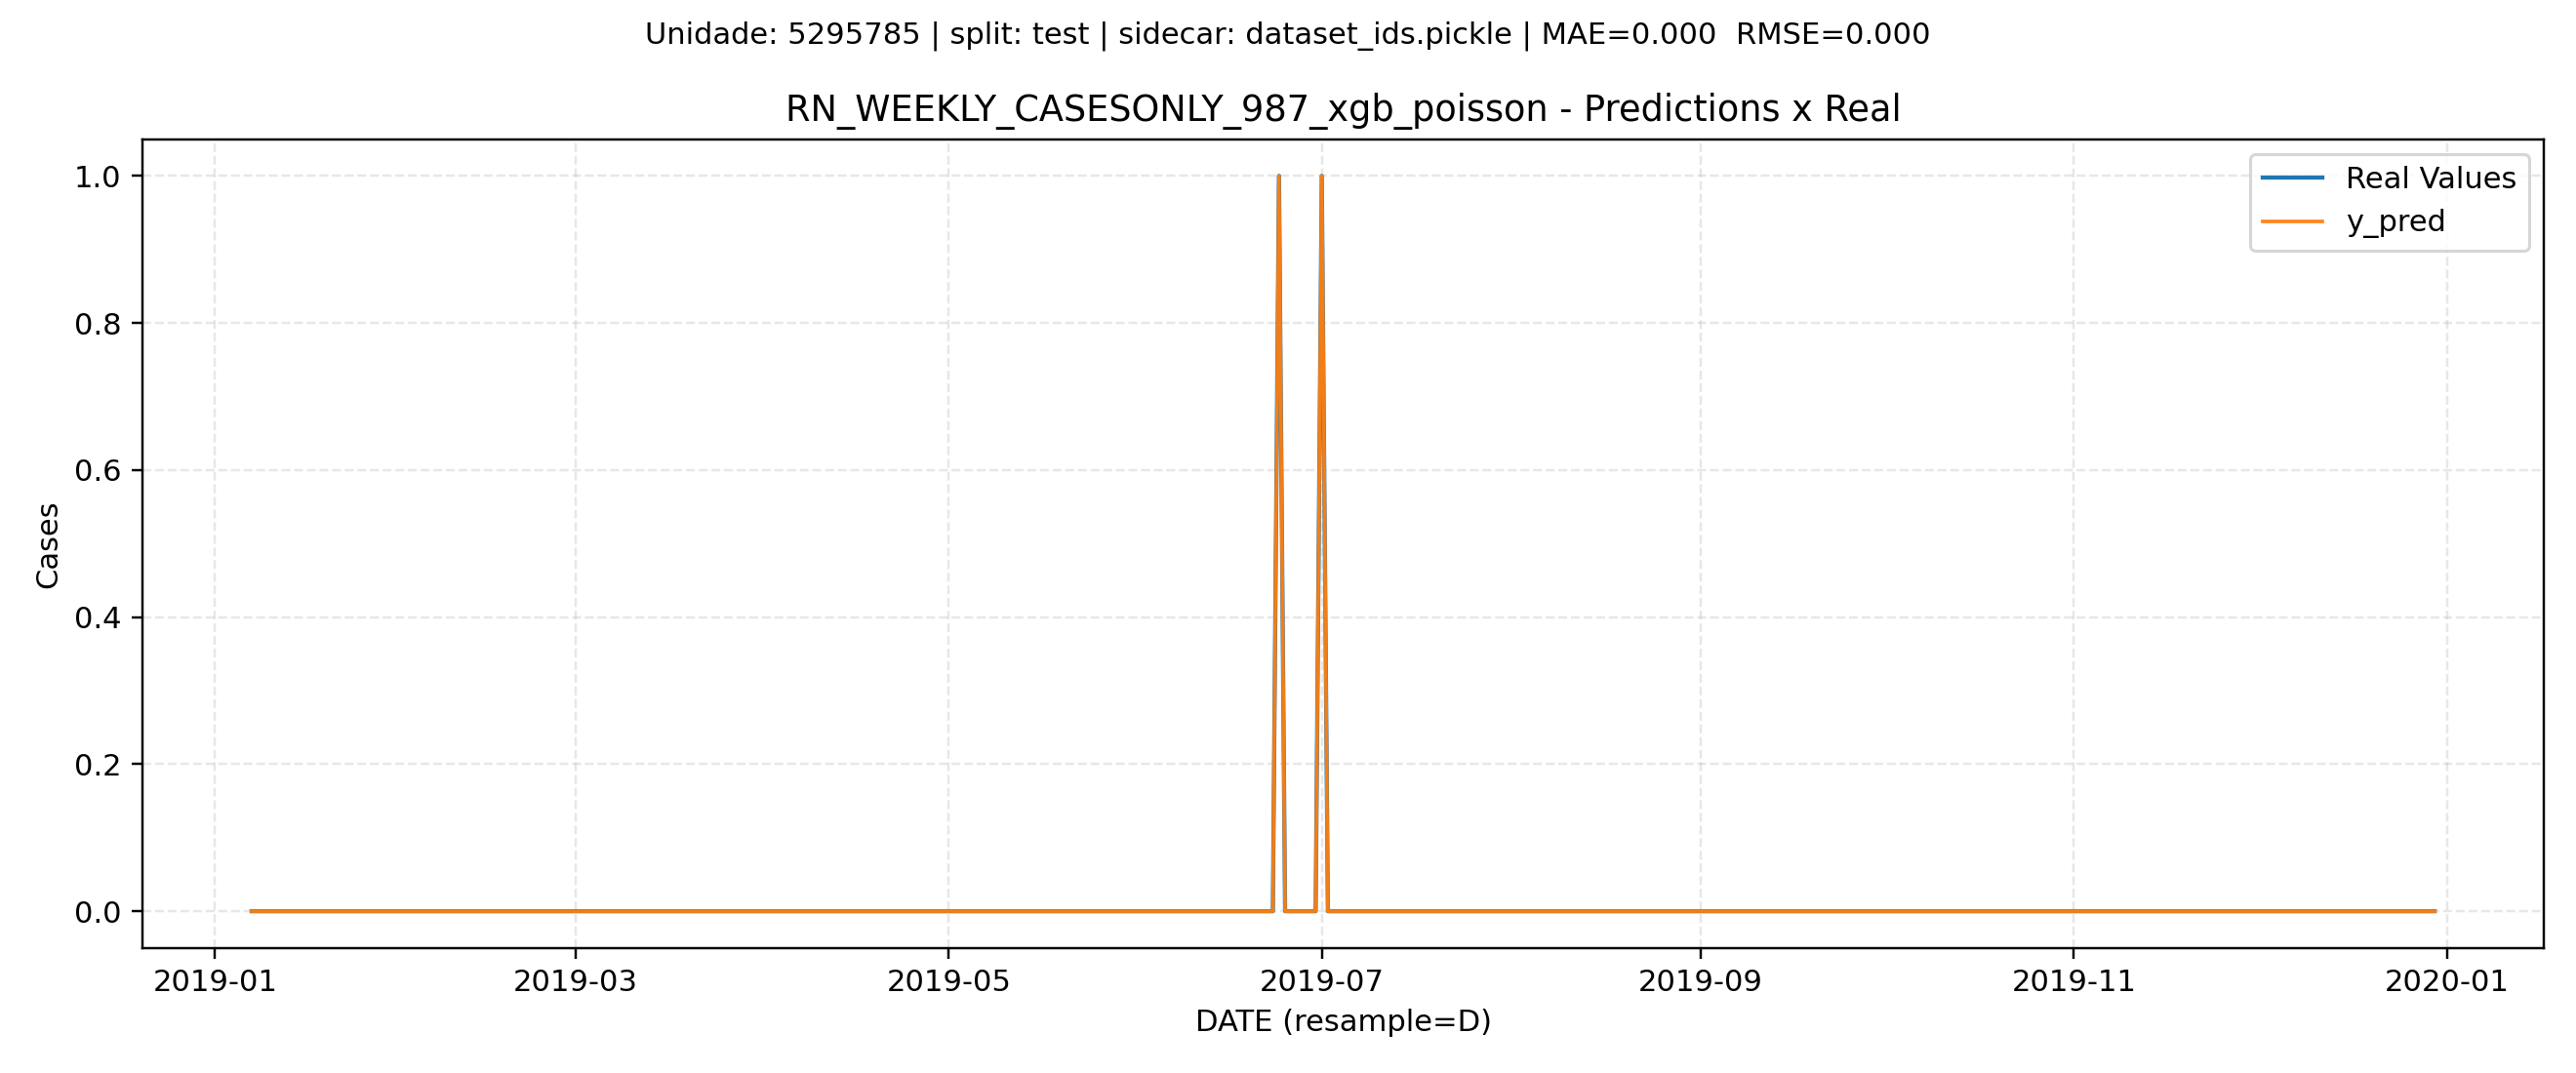 Unidade: 5295785 | split: test | sidecar: dataset_ids.pickle | MAE=0.000  RMSE=0.000
RN_WEEKLY_CASESONLY_987_xgb_poisson - Predictions x Real
Real Values
y_pred
1.0
0.8
0.6
0.4
0.2
0.0
Cases
2019-01
2019-03
2019-05
2019-07
2019-09
2019-11
2020-01
DATE (resample=D)